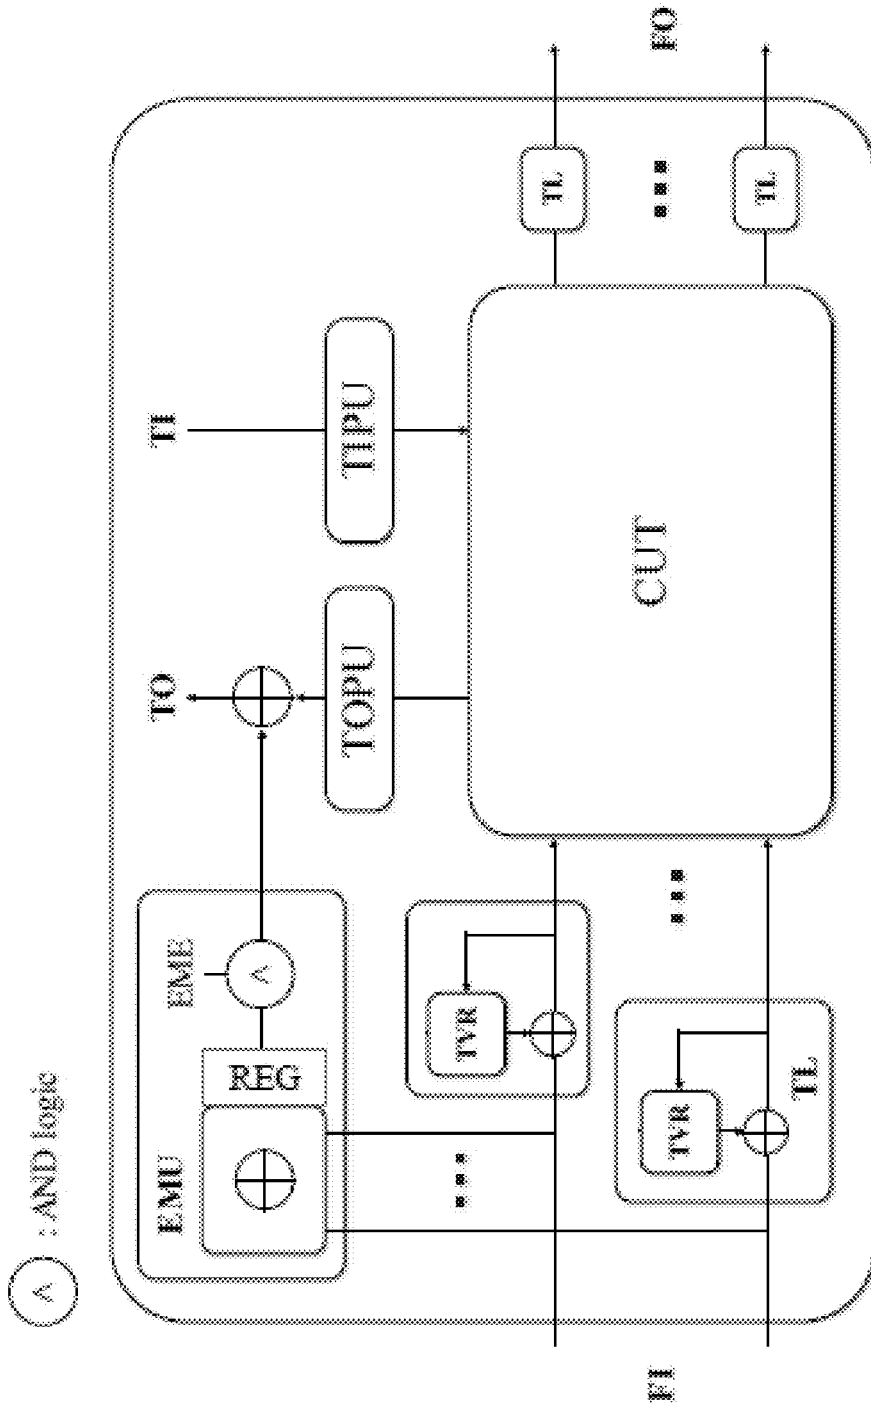 ∧ : AND logic
EMU
EME
∧
REG
TO
TI
TOPU
TIPU
TVR
TVR
TL
CUT
TL
TL
FI
FO